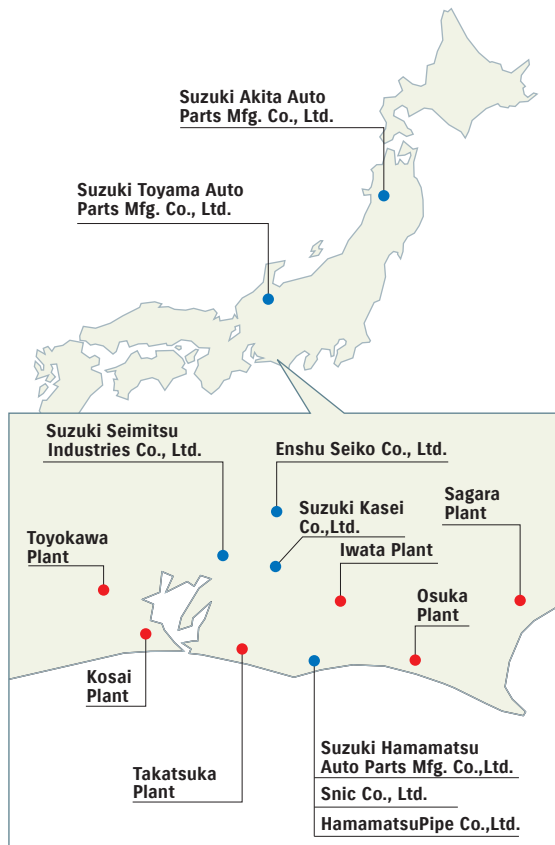 Suzuki Akita Auto
Parts Mfg. Co., Ltd.
Suzuki Toyama Auto
Parts Mfg. Co., Ltd.
Suzuki Seimitsu
Industries Co., Ltd.
Enshu Seiko Co., Ltd.
Suzuki Kasei
Co.,Ltd.
Sagara
Plant
Toyokawa
Plant
Iwata Plant
Osuka
Plant
Kosai
Plant
Takatsuka
Plant
Suzuki Hamamatsu
Auto Parts Mfg. Co.,Ltd.
Snic Co., Ltd.
HamamatsuPipe Co.,Ltd.